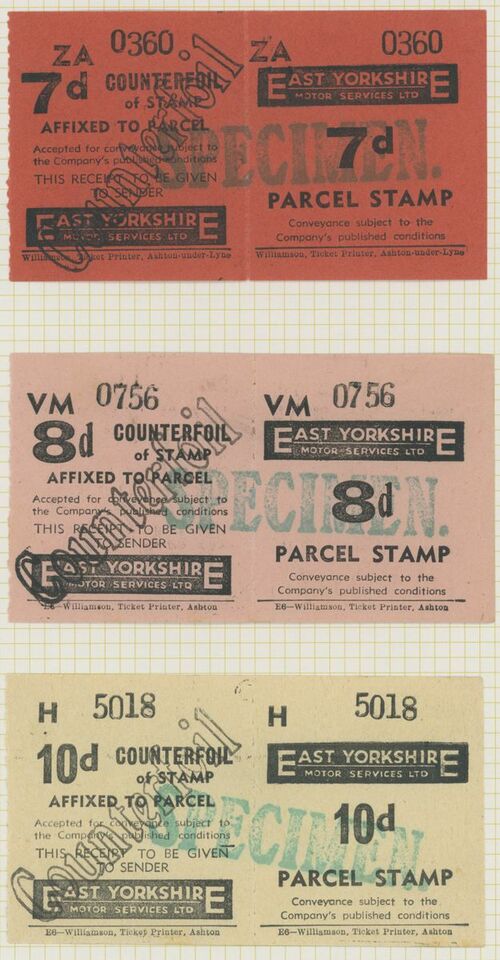 ZA 0360
7d COUNTERFOIL
of STAMP
AFFIXED TO PARCEL
Accepted for conveyance subject to
the Company's published conditions
THIS RECEIPT TO BE GIVEN
TO SENDER
EAST YORKSHIRE
MOTOR SERVICES LTD
Williamson, Ticket Printer, Ashton-under-Lyne
Counterfoil
ZA 0360
EAST YORKSHIRE
MOTOR SERVICES LTD
7d
SPECIMEN.
PARCEL STAMP
Conveyance subject to the
Company's published conditions
Williamson, Ticket Printer, Ashton-under-Lyne
VM 0756
8d COUNTERFOIL
of STAMP
AFFIXED TO PARCEL
Accepted for conveyance subject to
the Company's published conditions
THIS RECEIPT TO BE GIVEN
TO SENDER
EAST YORKSHIRE
MOTOR SERVICES LTD
E6—Williamson, Ticket Printer, Ashton
Counterfoil
VM 0756
EAST YORKSHIRE
MOTOR SERVICES LTD
8d
SPECIMEN.
PARCEL STAMP
Conveyance subject to the
Company's published conditions
E6—Williamson, Ticket Printer, Ashton
H 5018
10d COUNTERFOIL
of STAMP
AFFIXED TO PARCEL
Accepted for conveyance subject to
the Company's published conditions
THIS RECEIPT TO BE GIVEN
TO SENDER
EAST YORKSHIRE
MOTOR SERVICES LTD
E6—Williamson, Ticket Printer, Ashton
Counterfoil
H 5018
EAST YORKSHIRE
MOTOR SERVICES LTD
10d
SPECIMEN.
PARCEL STAMP
Conveyance subject to the
Company's published conditions
E6—Williamson, Ticket Printer, Ashton